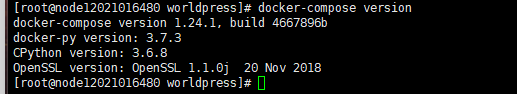 [root@node12021016480 worldpress]# docker-compose version
docker-compose version 1.24.1, build 4667896b
docker-py version: 3.7.3
CPython version: 3.6.8
OpenSSL version: OpenSSL 1.1.0j  20 Nov 2018
[root@node12021016480 worldpress]#